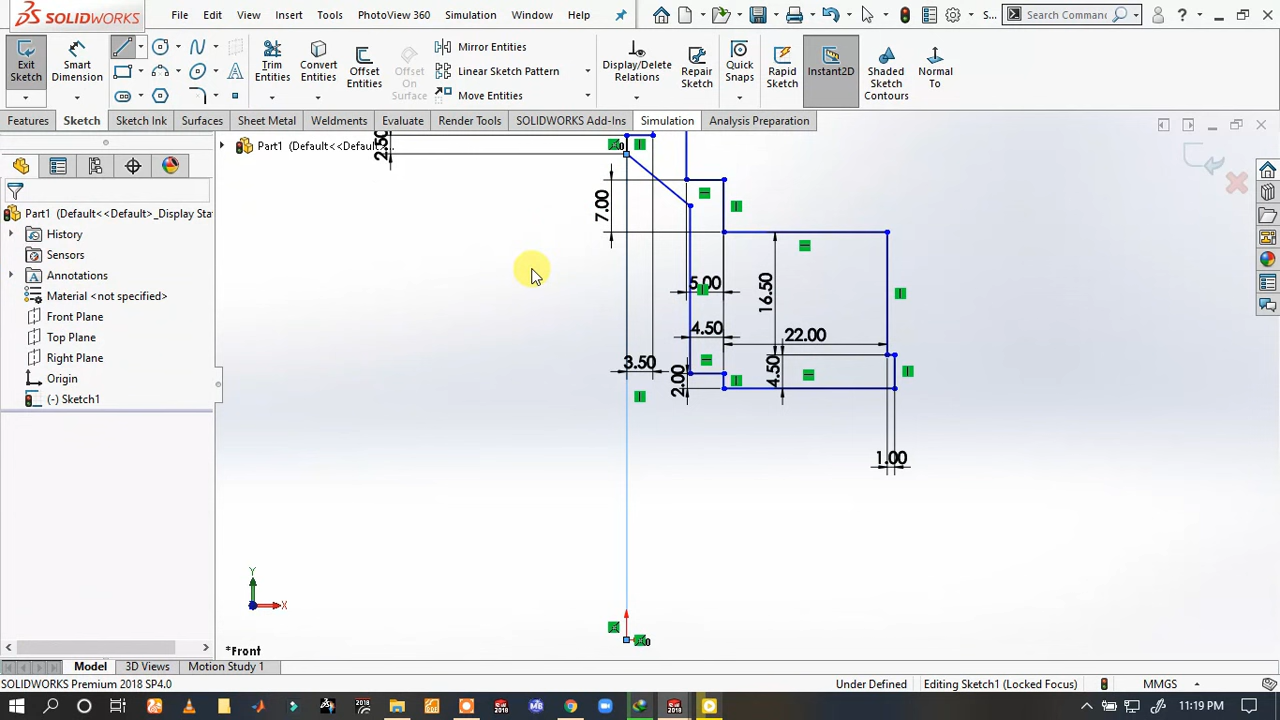 DS SOLIDWORKS File Edit View Insert Tools PhotoView 360 Simulation Window Help S... Search Command
Exit Sketch Smart Dimension Trim Entities Convert Entities Offset Entities Offset On Surface Mirror Entities Linear Sketch Pattern Move Entities Display/Delete Relations Repair Sketch Quick Snaps Rapid Sketch Instant2D Shaded Sketch Contours Normal To
Features Sketch Sketch Ink Surfaces Sheet Metal Weldments Evaluate Render Tools SOLIDWORKS Add-Ins Simulation Analysis Preparation
Part1 (Default<<Default>...
Part1 (Default<<Default>_Display Sta
History
Sensors
Annotations
Material <not specified>
Front Plane
Top Plane
Right Plane
Origin
(-) Sketch1
2.50
7.00
5.00
16.50
4.50
22.00
3.50
2.00
4.50
1.00
Y
X
*Front
Model 3D Views Motion Study 1
SOLIDWORKS Premium 2018 SP4.0 Under Defined Editing Sketch1 (Locked Focus) MMGS
11:19 PM